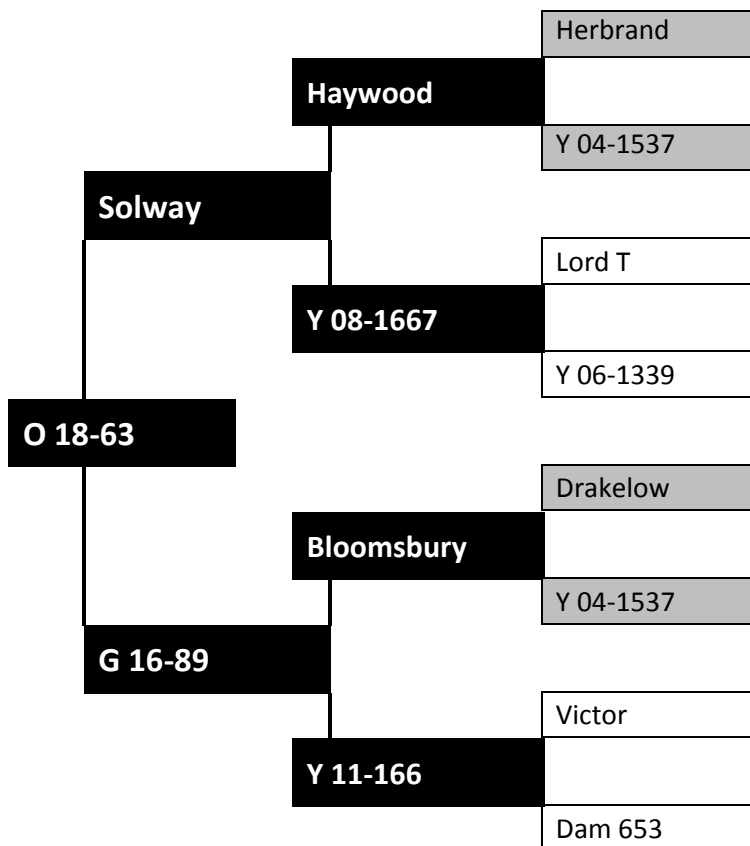 Herbrand
Haywood
Y 04-1537
Solway
Lord T
Y 08-1667
Y 06-1339
O 18-63
Drakelow
Bloomsbury
Y 04-1537
G 16-89
Victor
Y 11-166
Dam 653